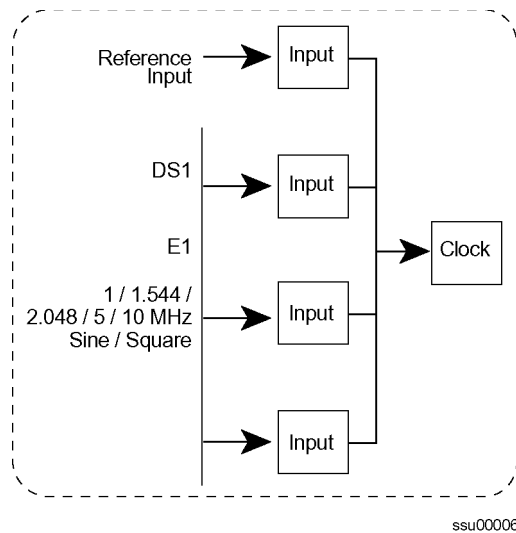 Reference
Input
Input
DS1
Input
E1
Clock
1 / 1.544 /
2.048 / 5 / 10 MHz
Sine / Square
Input
Input
ssu00006